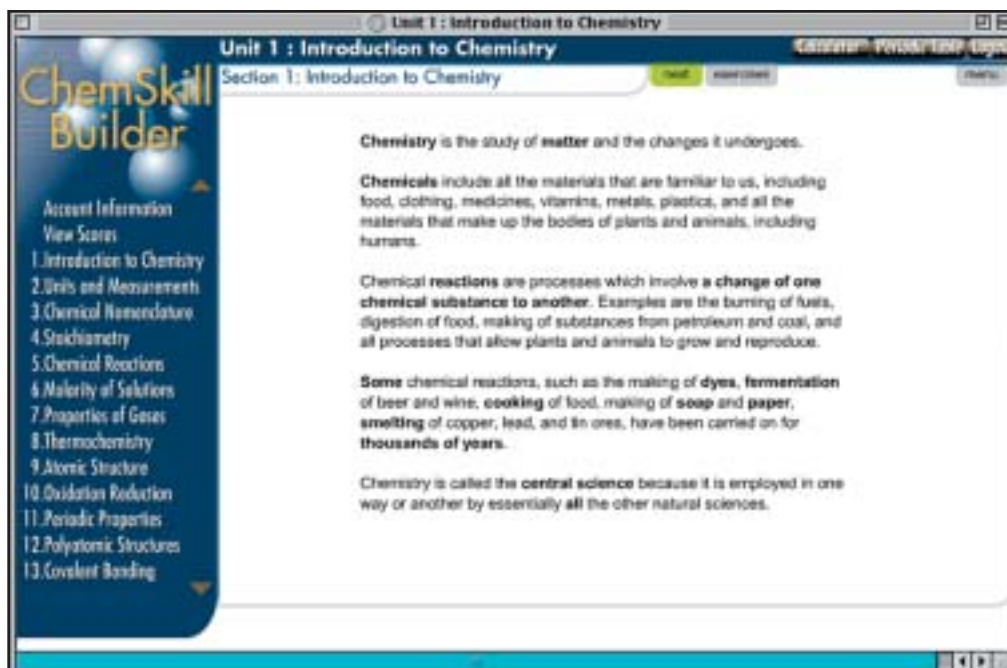 Unit 1 : Introduction to Chemistry
Unit 1 : Introduction to Chemistry
Calculator Periodic Table Logout
Section 1: Introduction to Chemistry
next exercises menu
ChemSkill
Builder
Account Information
View Scores
1.Introduction to Chemistry
2.Units and Measurements
3.Chemical Nomenclature
4.Stoichiometry
5.Chemical Reactions
6.Molarity of Solutions
7.Properties of Gases
8.Thermochemistry
9.Atomic Structure
10.Oxidation Reduction
11.Periodic Properties
12.Polyatomic Structures
13.Covalent Bonding
Chemistry is the study of matter and the changes it undergoes.
Chemicals include all the materials that are familiar to us, including
food, clothing, medicines, vitamins, metals, plastics, and all the
materials that make up the bodies of plants and animals, including
humans.
Chemical reactions are processes which involve a change of one
chemical substance to another. Examples are the burning of fuels,
digestion of food, making of substances from petroleum and coal, and
all processes that allow plants and animals to grow and reproduce.
Some chemical reactions, such as the making of dyes, fermentation
of beer and wine, cooking of food, making of soap and paper,
smelting of copper, lead, and tin ores, have been carried on for
thousands of years.
Chemistry is called the central science because it is employed in one
way or another by essentially all the other natural sciences.